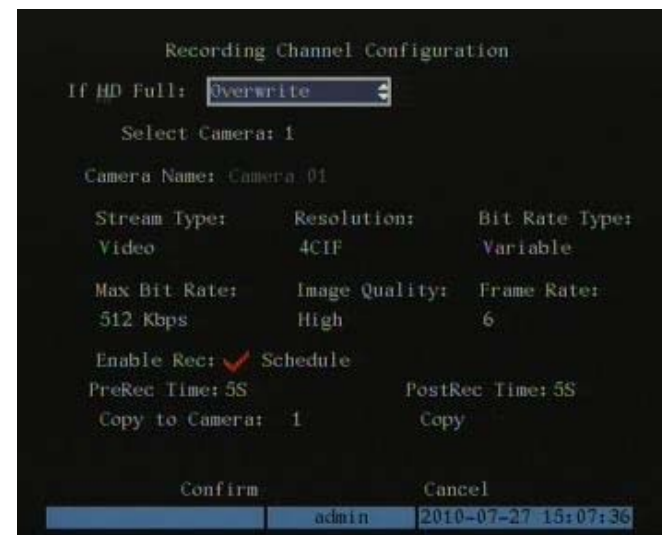 Recording Channel Configuration
If HD Full: Overwrite
Select Camera: 1
Camera Name: Camera 01
Stream Type: Resolution: Bit Rate Type:
Video 4CIF Variable
Max Bit Rate: Image Quality: Frame Rate:
512 Kbps High 6
Enable Rec: Schedule
PreRec Time: 5S PostRec Time: 5S
Copy to Camera: 1 Copy
Confirm Cancel
admin 2010-07-27 15:07:36